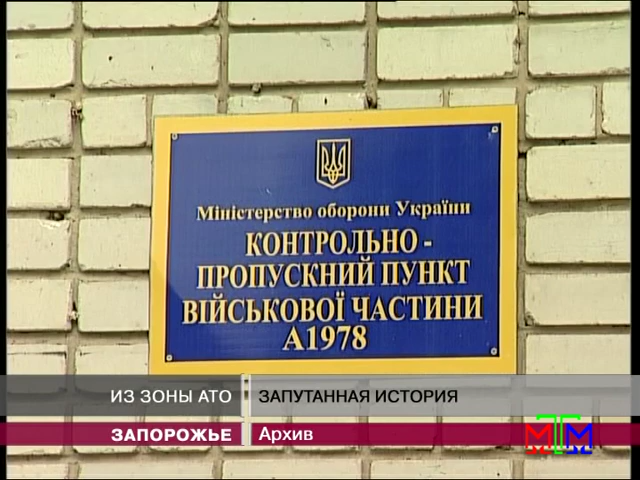 Міністерство оборони України
КОНТРОЛЬНО -
ПРОПУСКНИЙ ПУНКТ
ВІЙСЬКОВОЇ ЧАСТИНИ
А1978
ИЗ ЗОНЫ АТО ЗАПУТАННАЯ ИСТОРИЯ
ЗАПОРОЖЬЕ Архив
МТМ